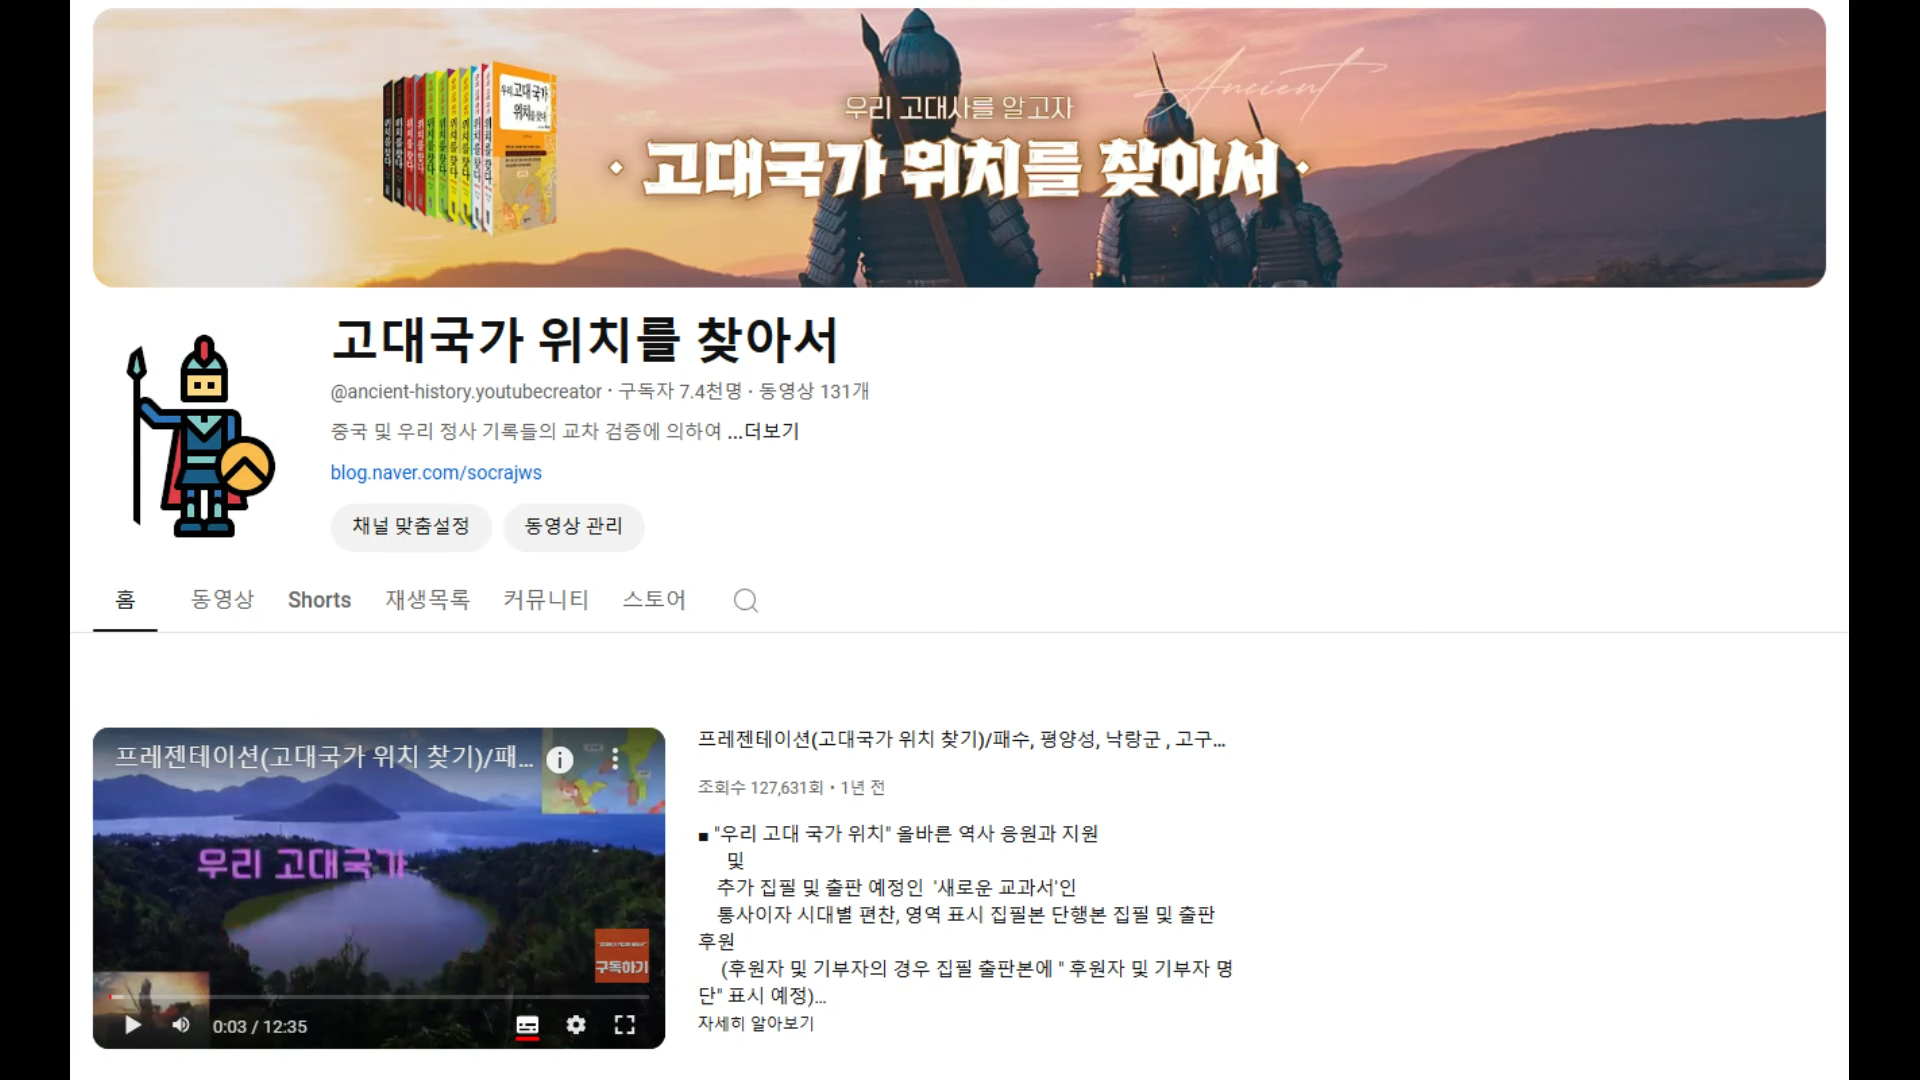 우리 고대사를 알고자
Ancient
· 고대국가 위치를 찾아서 ·
우리 고대 국가
위치를 찾다
고대국가 위치를 찾아서
@ancient-history.youtubecreator · 구독자 7.4천명 · 동영상 131개
중국 및 우리 정사 기록들의 교차 검증에 의하여 ...더보기
blog.naver.com/socrajws
채널 맞춤설정 동영상 관리
홈 동영상 Shorts 재생목록 커뮤니티 스토어
프레젠테이션(고대국가 위치 찾기)/패...
우리 고대국가
구독하기
0:03 / 12:35
프레젠테이션(고대국가 위치 찾기)/패수, 평양성, 낙랑군 , 고구...
조회수 127,631회 • 1년 전
■ "우리 고대 국가 위치" 올바른 역사 응원과 지원
및
추가 집필 및 출판 예정인 '새로운 교과서'인
통사이자 시대별 편찬, 영역 표시 집필본 단행본 집필 및 출판
후원
(후원자 및 기부자의 경우 집필 출판본에 " 후원자 및 기부자 명
단" 표시 예정)...
자세히 알아보기